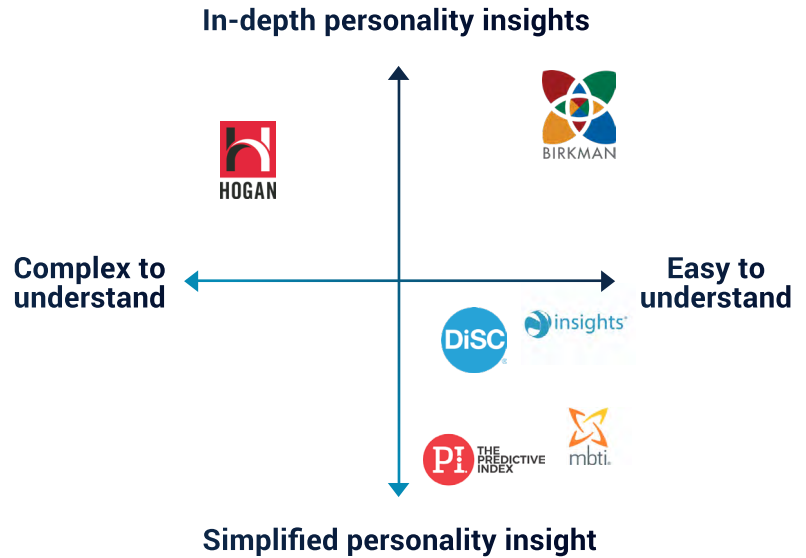 In-depth personality insights
BIRKMAN
HOGAN
Complex to
understand
Easy to
understand
DiSC
®
insights®
PI.
THE
PREDICTIVE
INDEX
mbti®
Simplified personality insight